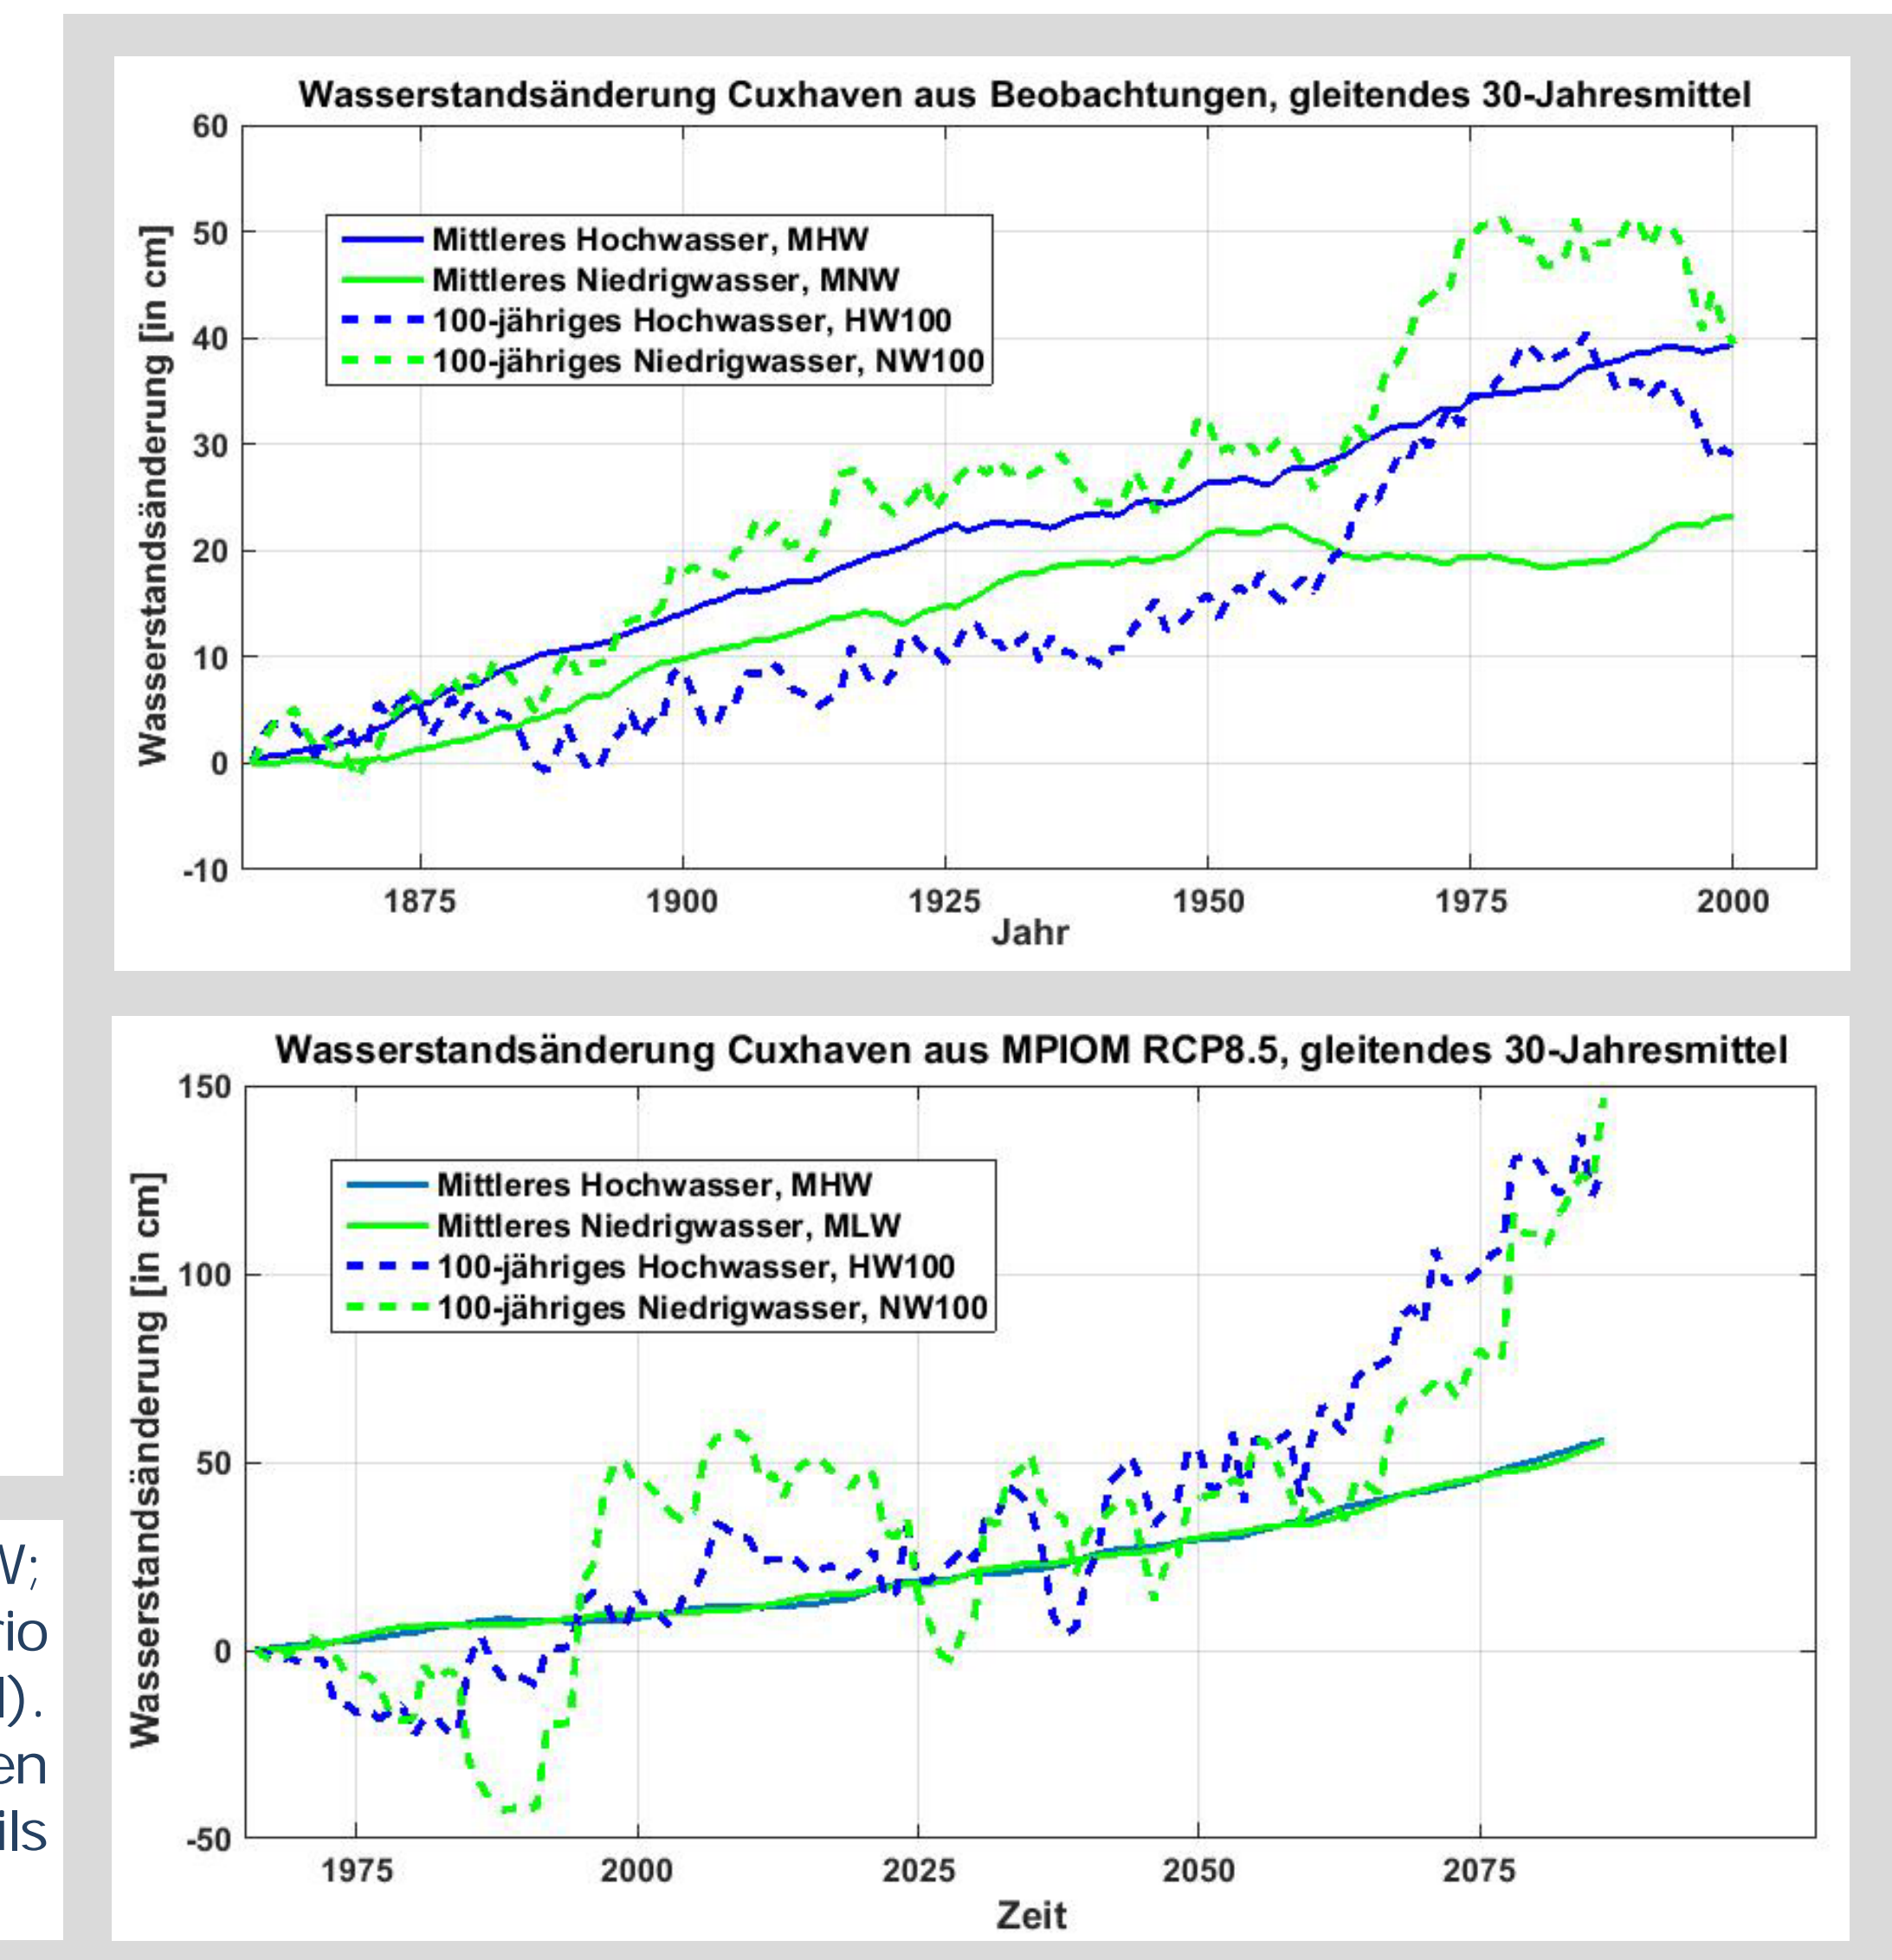 Wasserstandsänderung Cuxhaven aus Beobachtungen, gleitendes 30-Jahresmittel
Wasserstandsänderung [in cm]
60
50
40
30
20
10
0
-10
Mittleres Hochwasser, MHW
Mittleres Niedrigwasser, MNW
100-jähriges Hochwasser, HW100
100-jähriges Niedrigwasser, NW100
1875 1900 1925 1950 1975 2000
Jahr
Wasserstandsänderung Cuxhaven aus MPIOM RCP8.5, gleitendes 30-Jahresmittel
Wasserstandsänderung [in cm]
150
100
50
0
-50
Mittleres Hochwasser, MHW
Mittleres Niedrigwasser, MLW
100-jähriges Hochwasser, HW100
100-jähriges Niedrigwasser, NW100
1975 2000 2025 2050 2075
Zeit